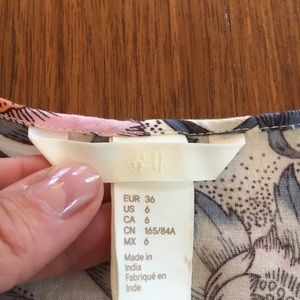 H&M
EUR 36
US 6
CA 6
CN 165/84A
MX 6
Made in
India
Fabriqué en
Inde